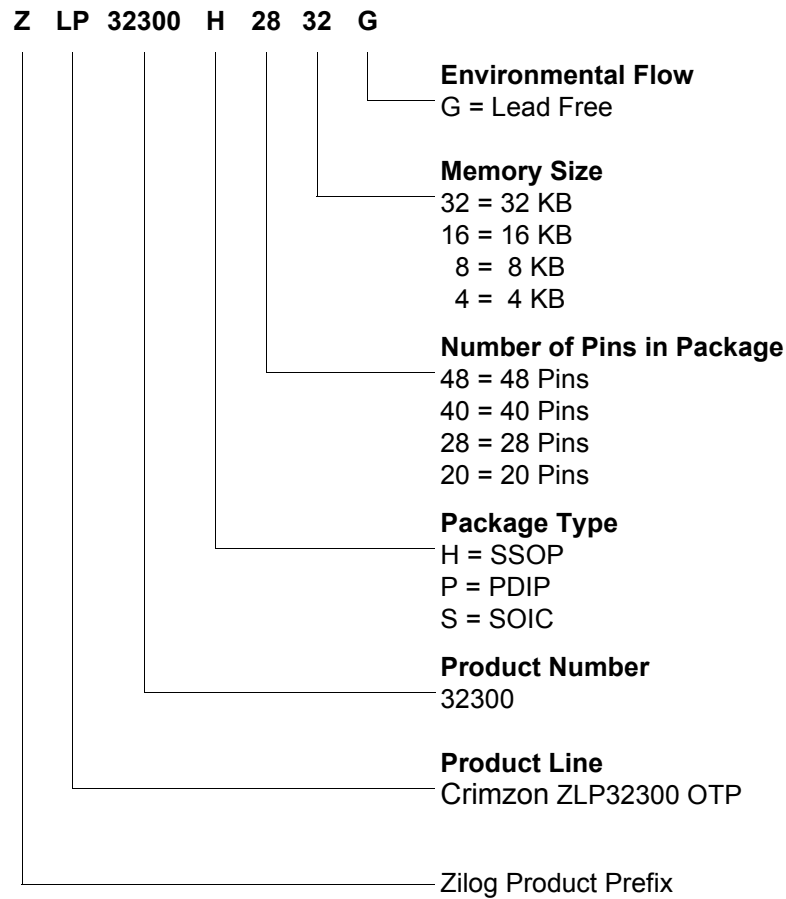 Z LP 32300 H 28 32 G
Environmental Flow
G = Lead Free
Memory Size
32 = 32 KB
16 = 16 KB
8 = 8 KB
4 = 4 KB
Number of Pins in Package
48 = 48 Pins
40 = 40 Pins
28 = 28 Pins
20 = 20 Pins
Package Type
H = SSOP
P = PDIP
S = SOIC
Product Number
32300
Product Line
Crimzon ZLP32300 OTP
Zilog Product Prefix